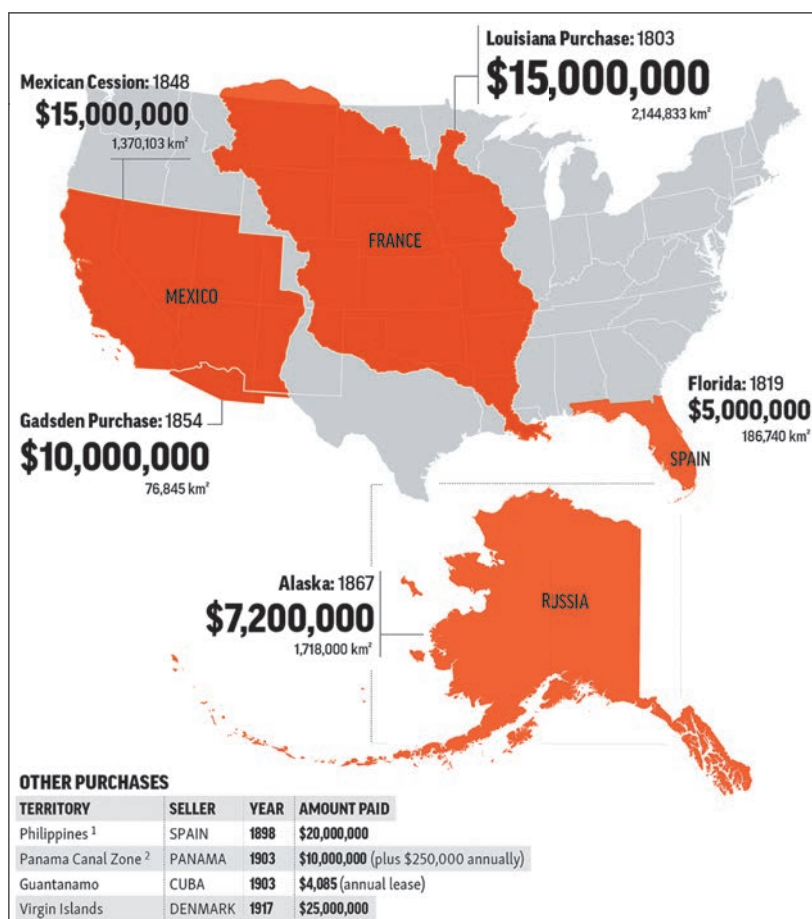 Louisiana Purchase: 1803
$15,000,000
2,144,833 km²
Mexican Cession: 1848
$15,000,000
1,370,103 km²
FRANCE
MEXICO
Florida: 1819
$5,000,000
186,740 km²
SPAIN
Gadsden Purchase: 1854
$10,000,000
76,845 km²
Alaska: 1867
$7,200,000
1,718,000 km²
RUSSIA
OTHER PURCHASES
TERRITORY SELLER YEAR AMOUNT PAID
Philippines ¹ SPAIN 1898 $20,000,000
Panama Canal Zone ² PANAMA 1903 $10,000,000 (plus $250,000 annually)
Guantanamo CUBA 1903 $4,085 (annual lease)
Virgin Islands DENMARK 1917 $25,000,000